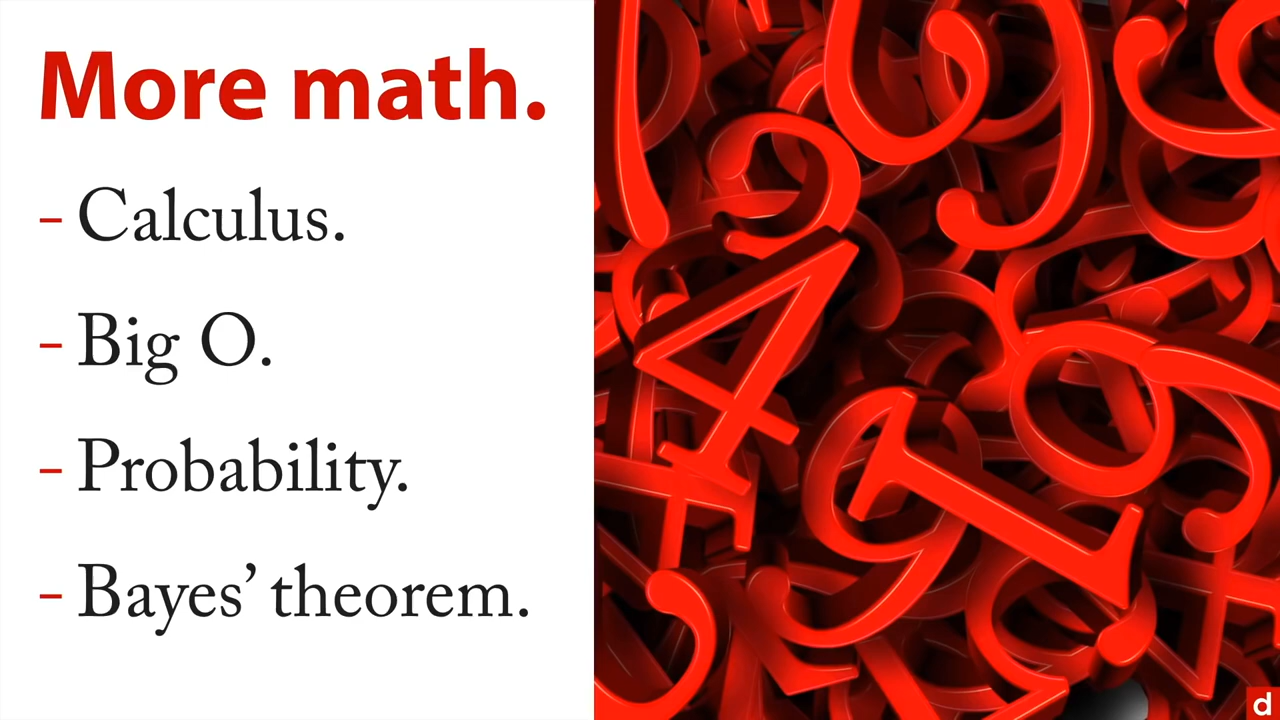 More math.
- Calculus.
- Big O.
- Probability.
- Bayes’ theorem.
d